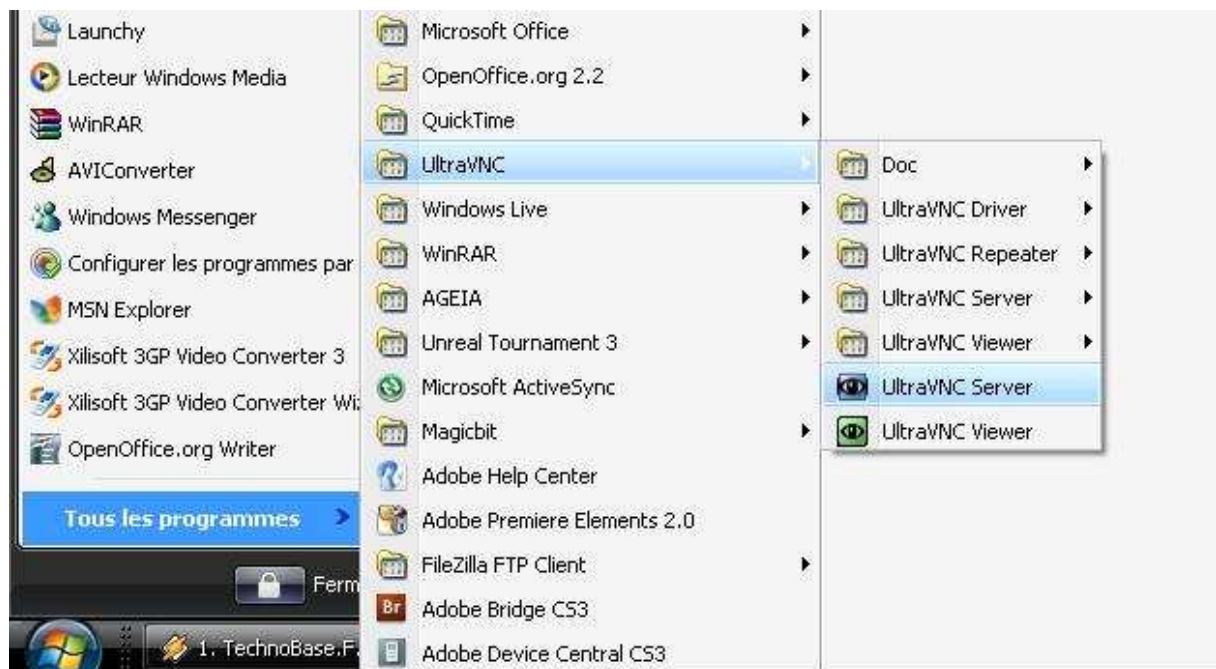 Launchy
Lecteur Windows Media
WinRAR
AVIConverter
Windows Messenger
Configurer les programmes par
MSN Explorer
Xilisoft 3GP Video Converter 3
Xilisoft 3GP Video Converter Wi
OpenOffice.org Writer
Tous les programmes
Ferm
1. TechnoBase.F
Microsoft Office
OpenOffice.org 2.2
QuickTime
UltraVNC
Windows Live
WinRAR
AGEIA
Unreal Tournament 3
Microsoft ActiveSync
Magicbit
Adobe Help Center
Adobe Premiere Elements 2.0
FileZilla FTP Client
Br
Adobe Bridge CS3
Adobe Device Central CS3
Doc
UltraVNC Driver
UltraVNC Repeater
UltraVNC Server
UltraVNC Viewer
UltraVNC Server
UltraVNC Viewer